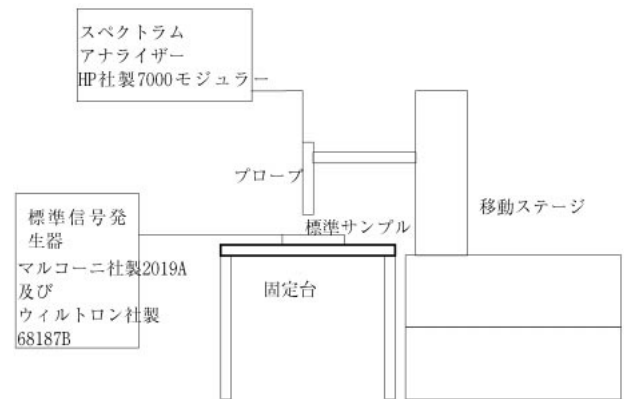 スペクトラム
アナライザー
HP社製7000モジュラー
プローブ
移動ステージ
標準信号発
生器
マルコーニ社製2019A
及び
ウィルトロン社製
68187B
標準サンプル
固定台